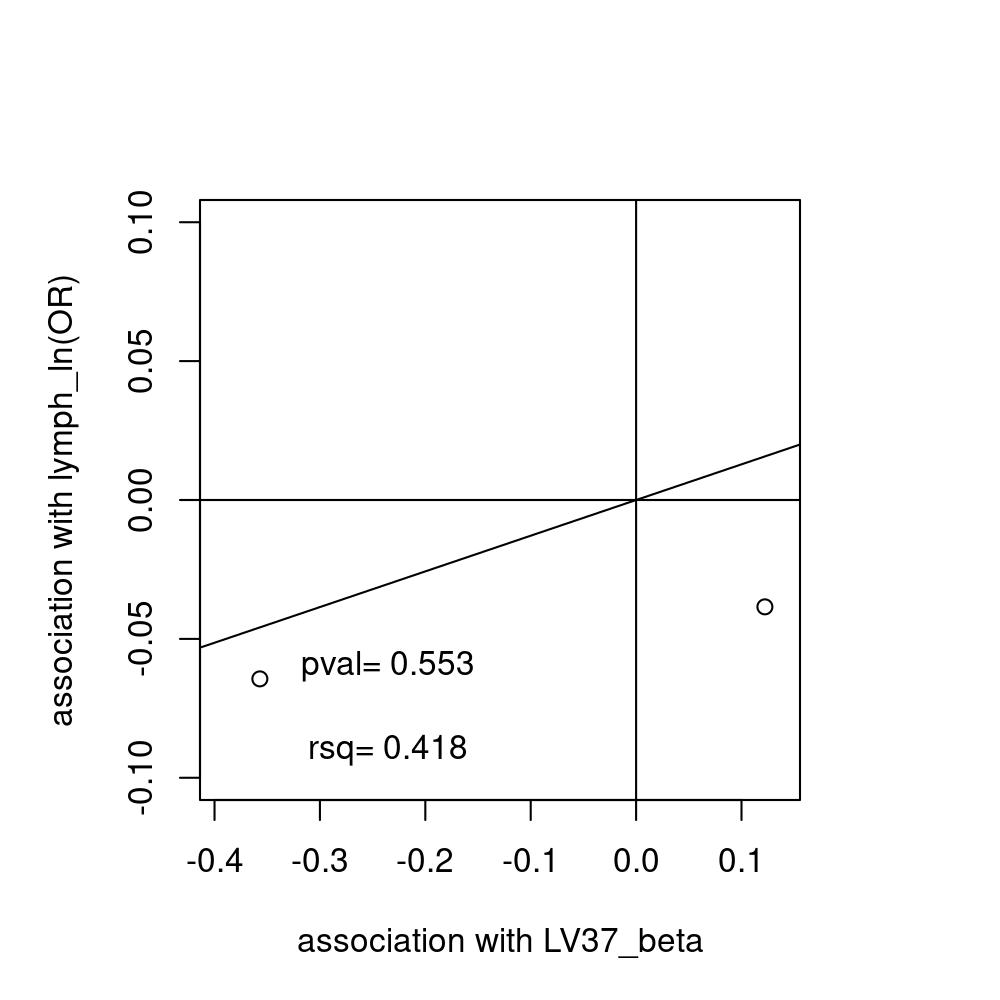 association with lymph_ln(OR)
0.10
0.05
0.00
-0.05
-0.10
pval= 0.553
rsq= 0.418
-0.4 -0.3 -0.2 -0.1 0.0 0.1
association with LV37_beta